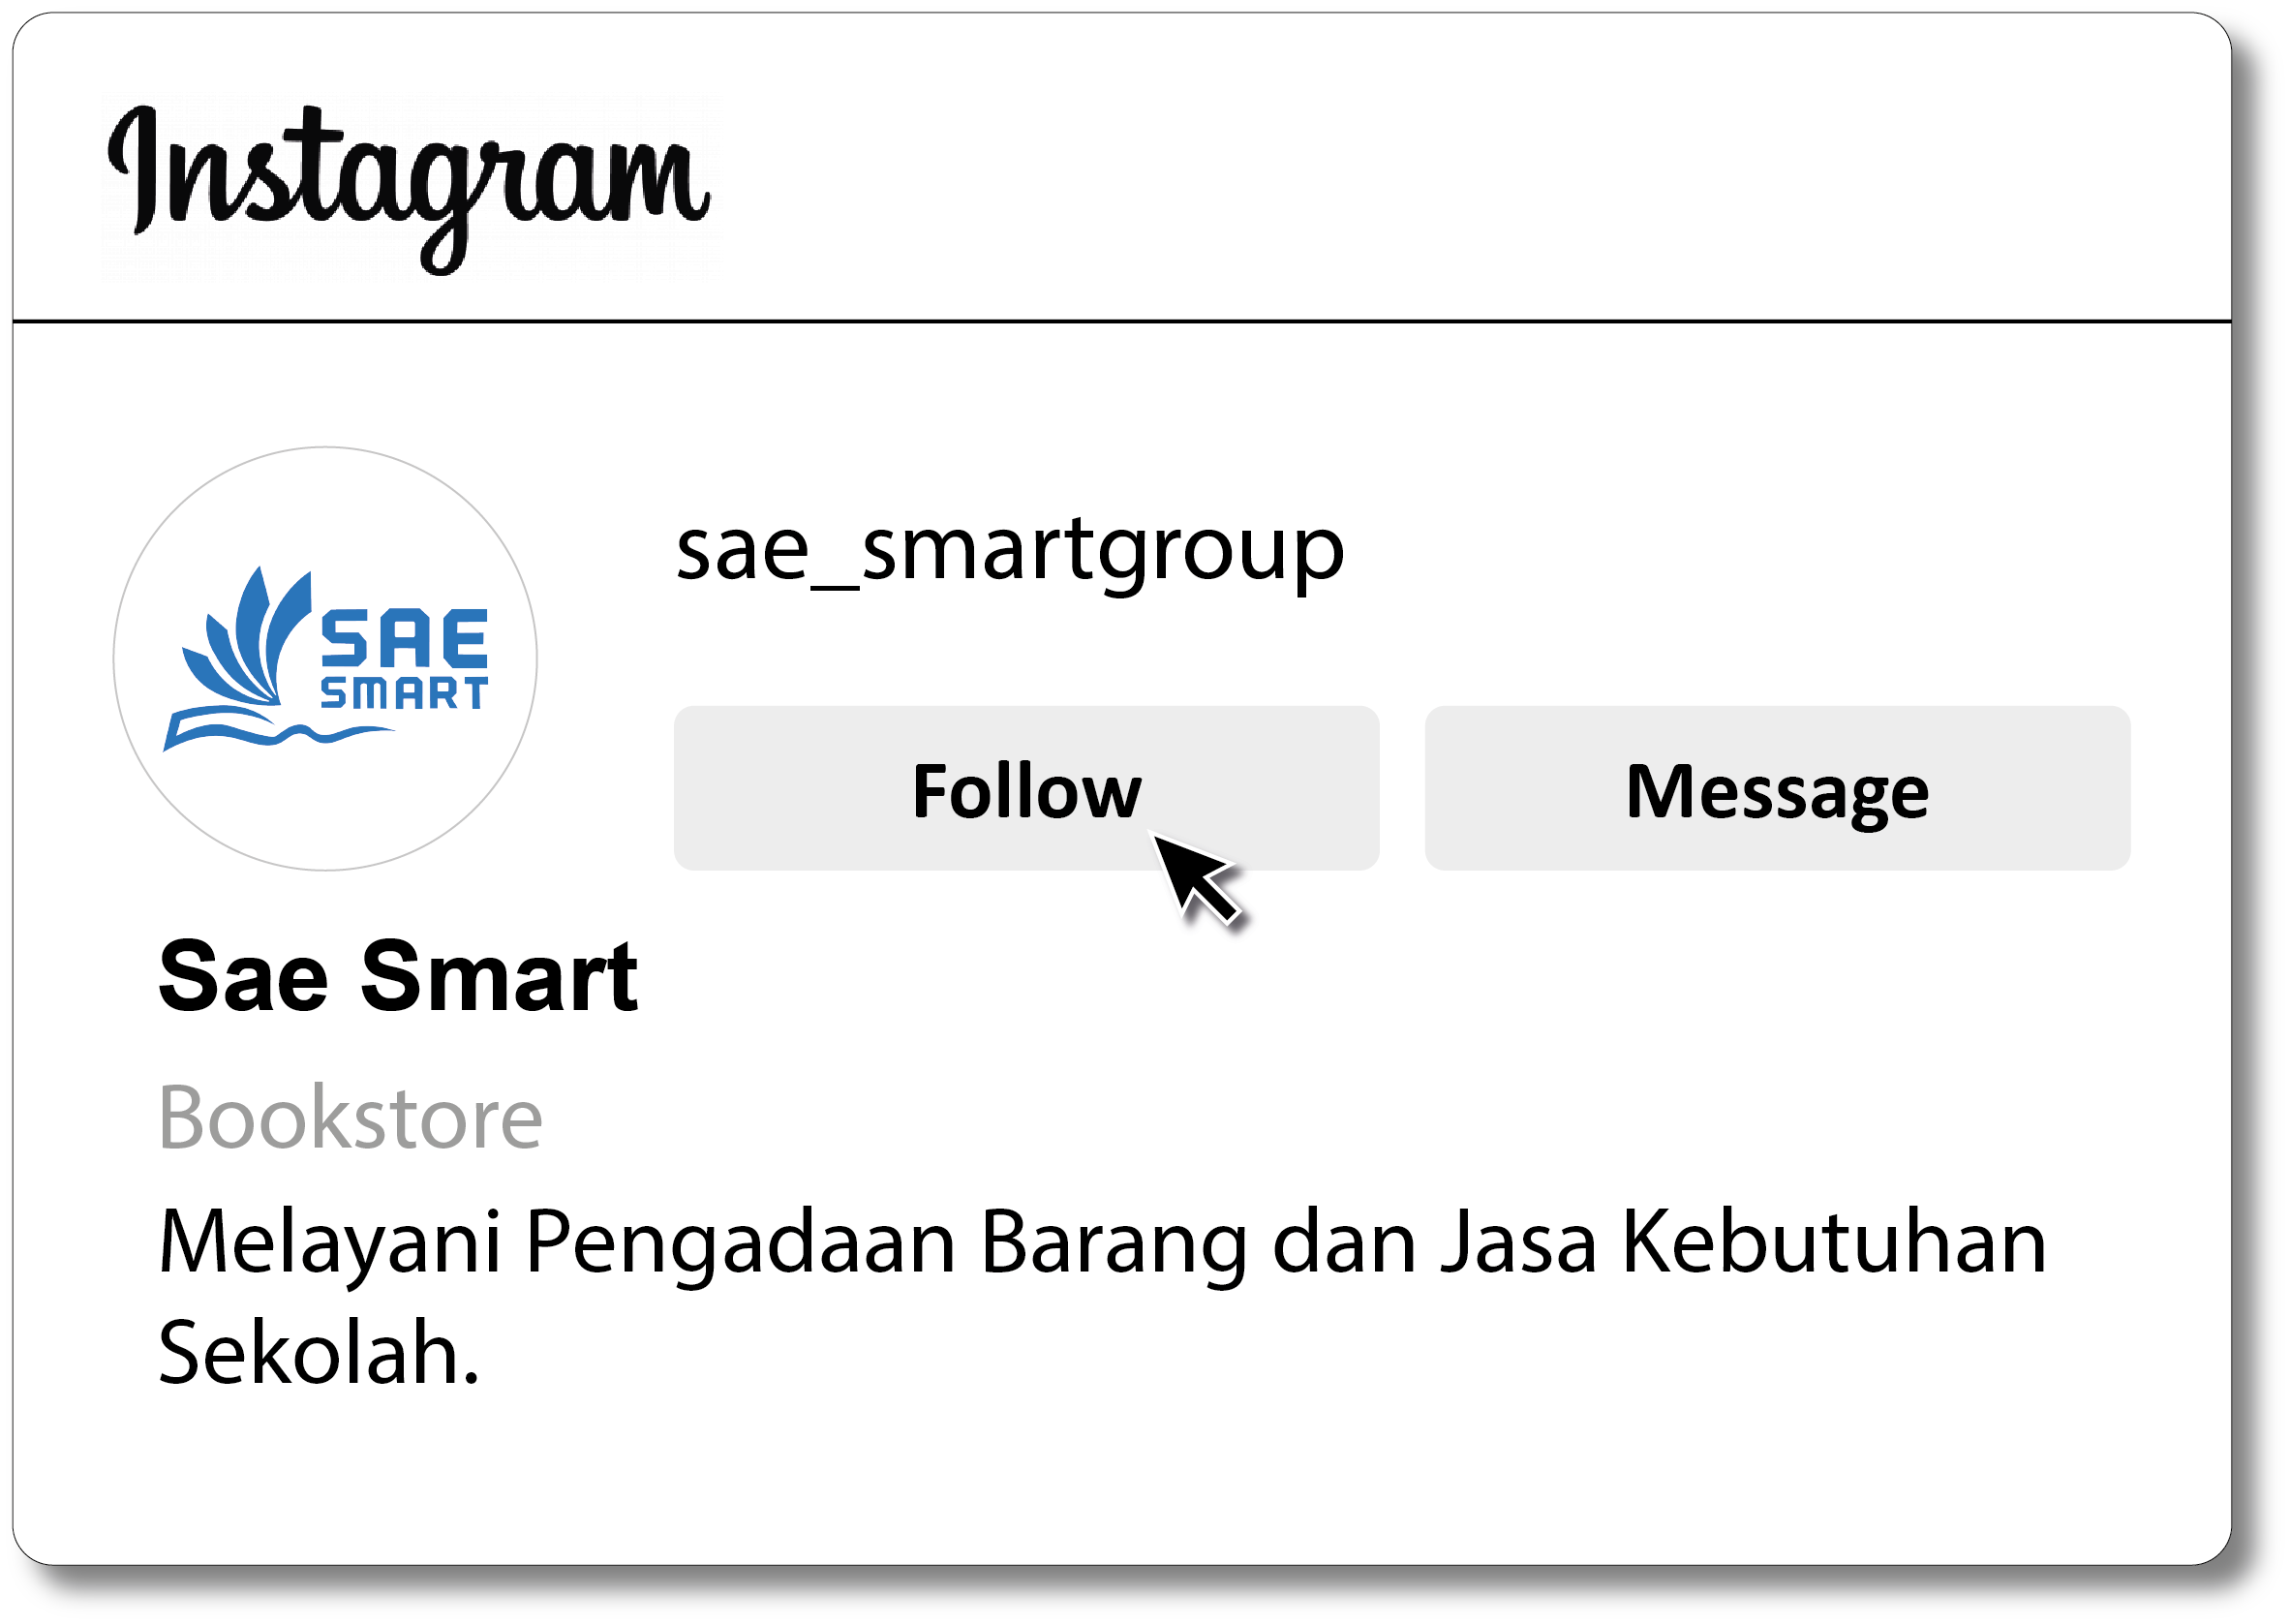 Instagram
sae_smartgroup
SAE
SMART
Follow
Message
Sae Smart
Bookstore
Melayani Pengadaan Barang dan Jasa Kebutuhan
Sekolah.